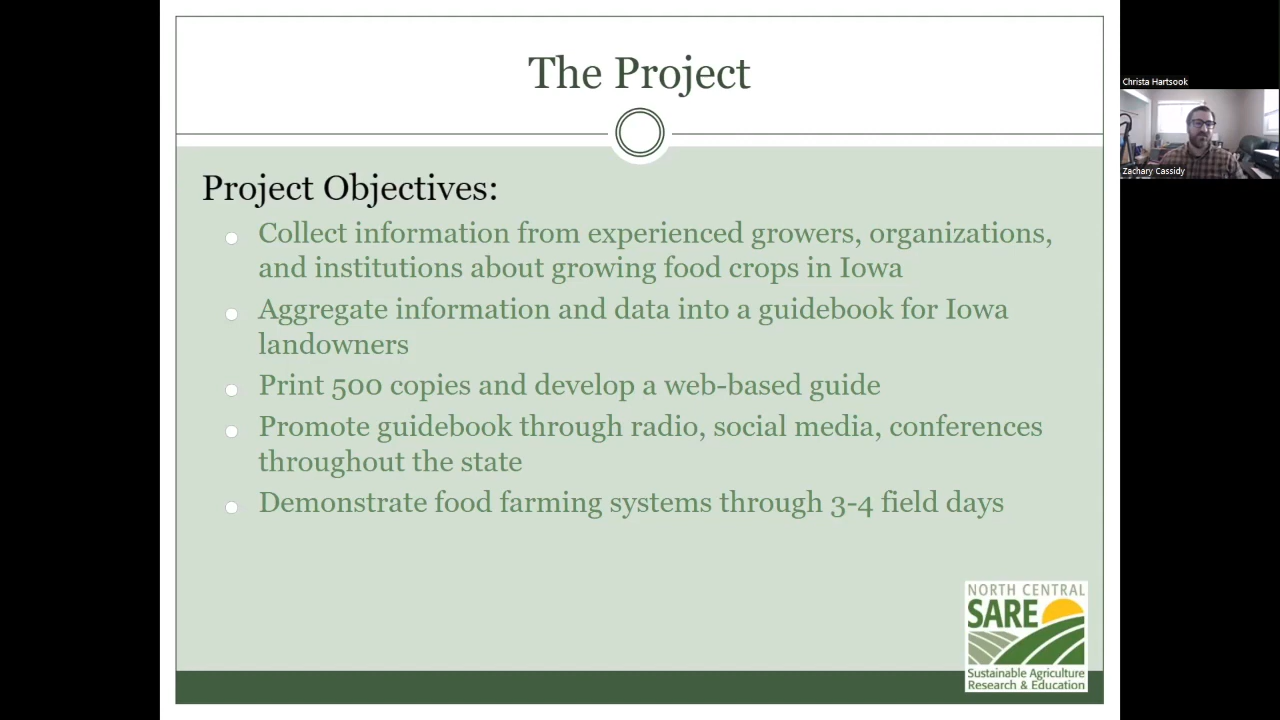 The Project
Project Objectives:
Collect information from experienced growers, organizations,
and institutions about growing food crops in Iowa
Aggregate information and data into a guidebook for Iowa
landowners
Print 500 copies and develop a web-based guide
Promote guidebook through radio, social media, conferences
throughout the state
Demonstrate food farming systems through 3-4 field days
NORTH CENTRAL
SARE
Sustainable Agriculture
Research & Education
Christa Hartsook
Zachary Cassidy